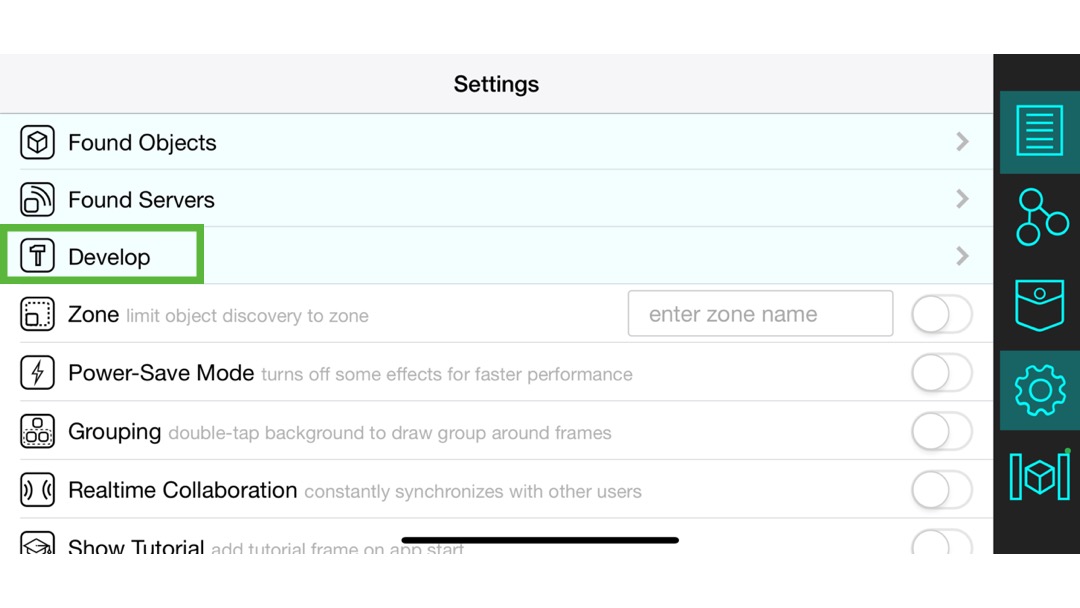 Settings
Found Objects
Found Servers
Develop
Zone limit object discovery to zone enter zone name
Power-Save Mode turns off some effects for faster performance
Grouping double-tap background to draw group around frames
Realtime Collaboration constantly synchronizes with other users
Show Tutorial add tutorial frame on app start